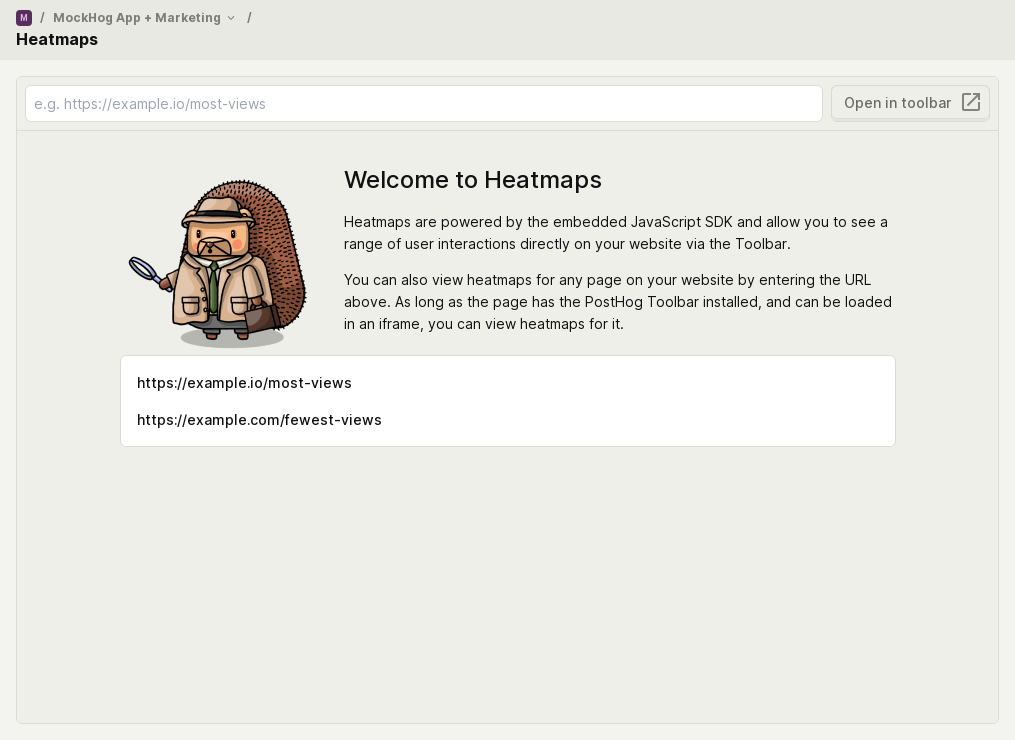 M / MockHog App + Marketing /
Heatmaps
e.g. https://example.io/most-views
Open in toolbar
Welcome to Heatmaps
Heatmaps are powered by the embedded JavaScript SDK and allow you to see a
range of user interactions directly on your website via the Toolbar.
You can also view heatmaps for any page on your website by entering the URL
above. As long as the page has the PostHog Toolbar installed, and can be loaded
in an iframe, you can view heatmaps for it.
https://example.io/most-views
https://example.com/fewest-views